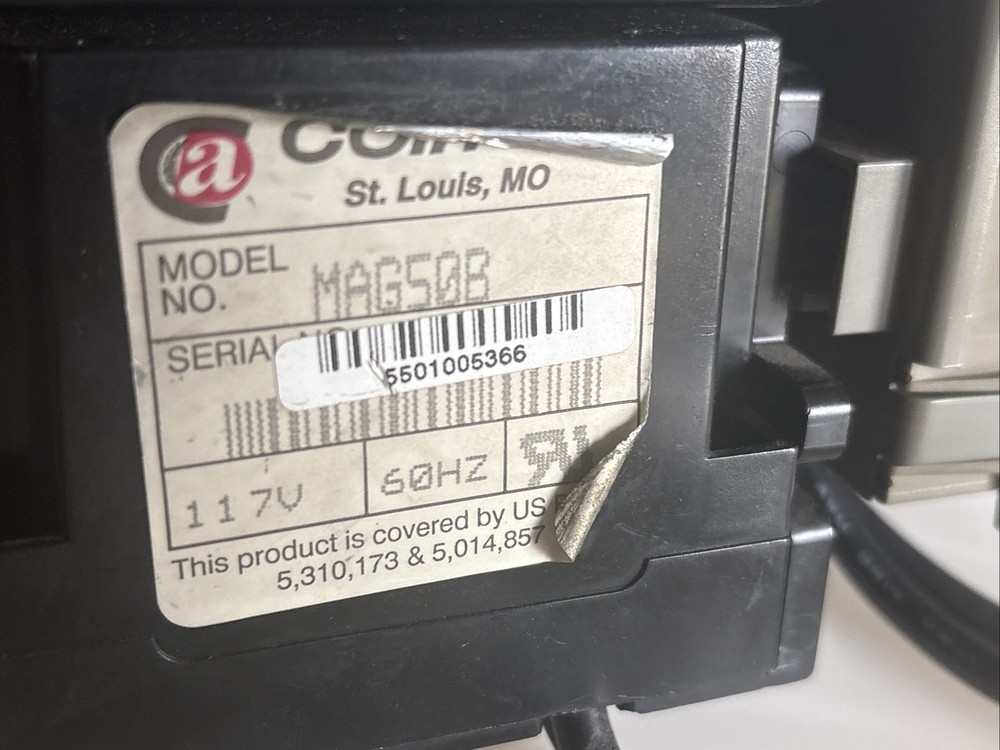 a
St. Louis, MO
MODEL NO.
MAG50B
SERIAL
5501005366
117V
60HZ
This product is covered by US
5,310,173 & 5,014,857